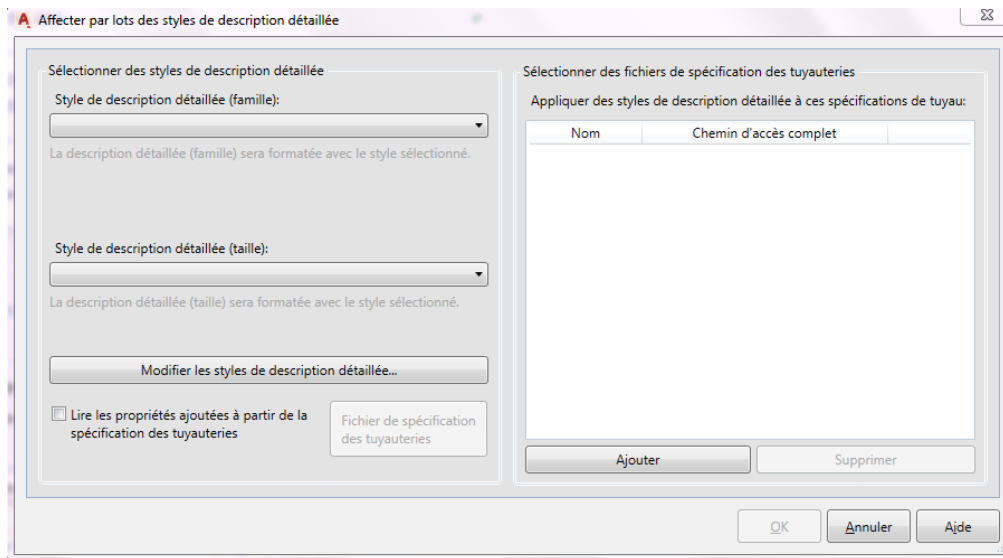 Affecter par lots des styles de description détaillée
Sélectionner des styles de description détaillée
Style de description détaillée (famille):
La description détaillée (famille) sera formatée avec le style sélectionné.
Style de description détaillée (taille):
La description détaillée (taille) sera formatée avec le style sélectionné.
Modifier les styles de description détaillée...
Lire les propriétés ajoutées à partir de la
spécification des tuyauteries
Fichier de spécification
des tuyauteries
Sélectionner des fichiers de spécification des tuyauteries
Appliquer des styles de description détaillée à ces spécifications de tuyau:
Nom Chemin d'accès complet
Ajouter Supprimer
OK Annuler Aide